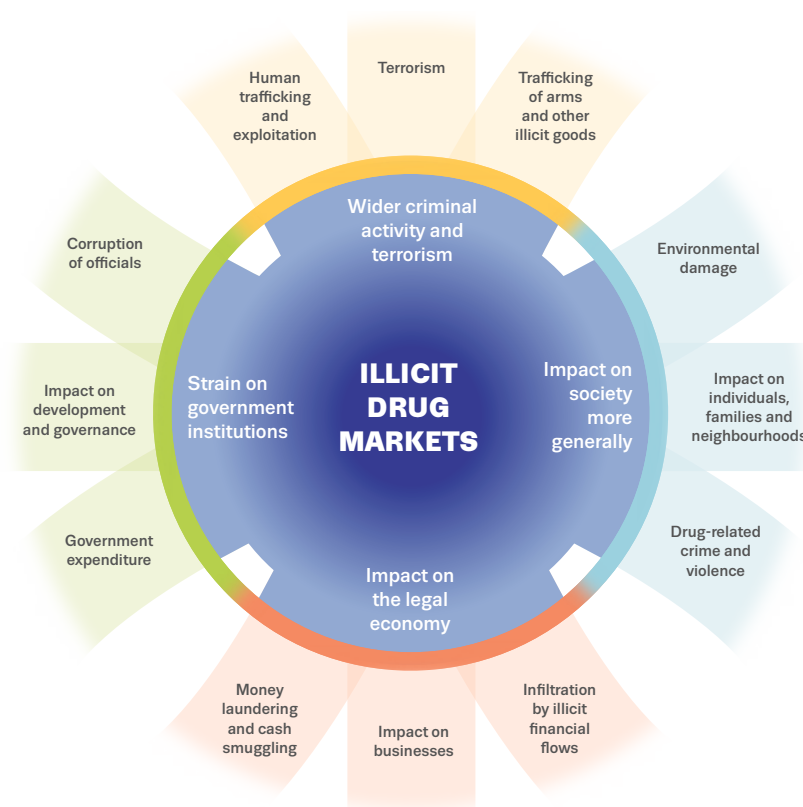 Terrorism
Human
trafficking
and
exploitation
Trafficking
of arms
and other
illicit goods
Wider criminal
activity and
terrorism
Corruption
of officials
Environmental
damage
ILLICIT
DRUG
MARKETS
Strain on
government
institutions
Impact on
society
more
generally
Impact on
development
and governance
Impact on
individuals,
families and
neighbourhoods
Government
expenditure
Drug-related
crime and
violence
Impact on
the legal
economy
Money
laundering
and cash
smuggling
Impact on
businesses
Infiltration
by illicit
financial
flows